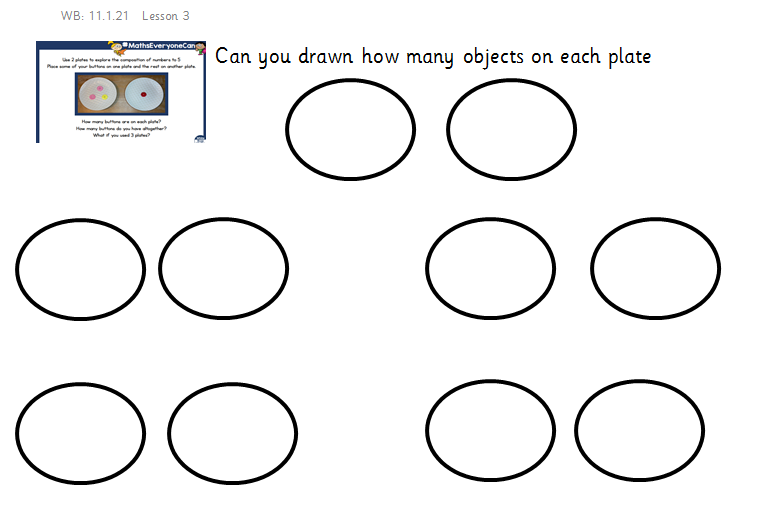 WB: 11.1.21 Lesson 3
MathsEveryoneCan
Use 2 plates to explore the composition of numbers to 5
Place some of your buttons on one plate and the rest on another plate.
How many buttons are on each plate?
How many buttons do you have altogether?
What if you used 3 plates?
Can you drawn how many objects on each plate